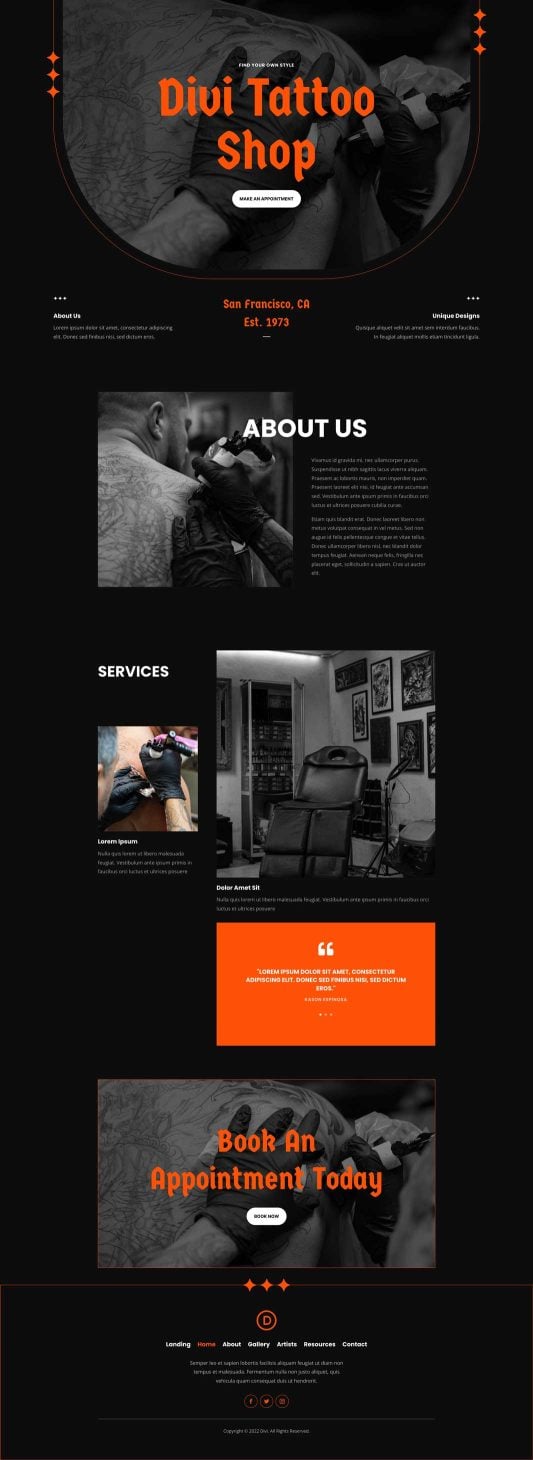 FIND YOUR OWN STYLE
Divi Tattoo
Shop
MAKE AN APPOINTMENT
About Us
Lorem ipsum dolor sit amet, consectetur adipiscing
elit. Donec sed finibus nisi, sed dictum eros.
San Francisco, CA
Est. 1973
Unique Designs
Quisque aliquet velit sit amet sem interdum faucibus.
In feugiat aliquet mollis etiam tincidunt ligula.
ABOUT US
Vivamus id gravida mi, nec ullamcorper purus.
Suspendisse ut nibh sagittis lacus viverra aliquam.
Praesent ac lobortis mauris, non imperdiet quam.
Praesent laoreet elit nisi, id feugiat ante accumsan
sed. Vestibulum ante ipsum primis in faucibus orci
luctus et ultrices posuere cubilia curae.
Etiam quis blandit erat. Donec laoreet libero non
metus volutpat consequat in vel metus. Sed non
augue id felis pellentesque congue et vitae tellus.
Donec ullamcorper libero nisl, nec blandit dolor
tempus feugiat. Aenean neque felis, fringilla nec
placerat eget, sollicitudin a sapien. Cras ut auctor
elit.
SERVICES
Lorem Ipsum
Nulla quis lorem ut libero malesuada
feugiat. Vestibulum ante ipsum primis in
faucibus orci luctus et ultrices posuere
Dolor Amet Sit
Nulla quis lorem ut libero malesuada feugiat. Vestibulum ante ipsum primis in faucibus orci
luctus et ultrices posuere
"LOREM IPSUM DOLOR SIT AMET, CONSECTETUR
ADIPISCING ELIT. DONEC SED FINIBUS NISI, SED DICTUM
EROS."
KASON ESPINOSA
Book An
Appointment Today
BOOK NOW
D
Landing Home About Gallery Artists Resources Contact
Semper leo et sapien lobortis facilisis aliquam feugiat ut diam non
tempus et malesuada. Fermentum nulla non justo aliquet, quis
vehicula quam consequat duis ut hendrerit.
Copyright © 2022 Divi. All Rights Reserved.